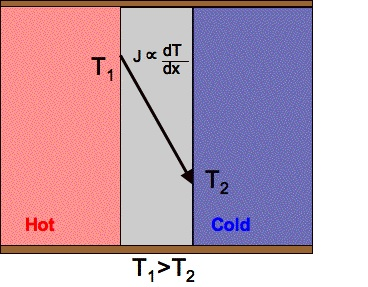 T₁
J ∝ dT
dx
T₂
Hot
Cold
T₁>T₂